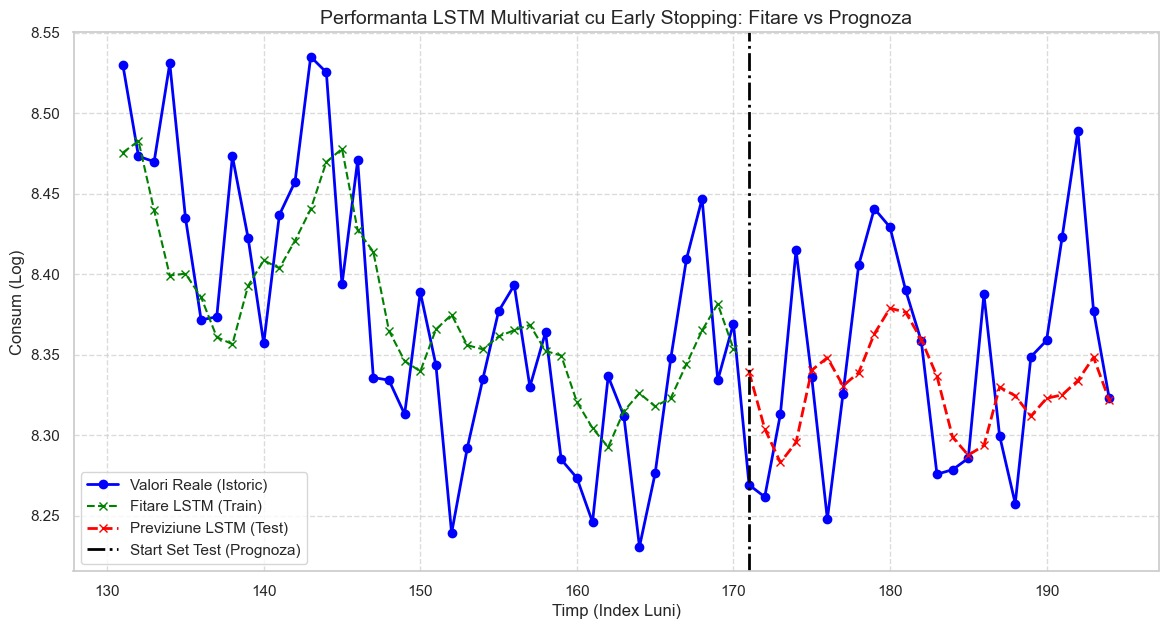 Performanta LSTM Multivariat cu Early Stopping: Fitare vs Prognoza
Consum (Log)
8.55
8.50
8.45
8.40
8.35
8.30
8.25
Valori Reale (Istoric)
Fitare LSTM (Train)
Previziune LSTM (Test)
Start Set Test (Prognoza)
130 140 150 160 170 180 190
Timp (Index Luni)